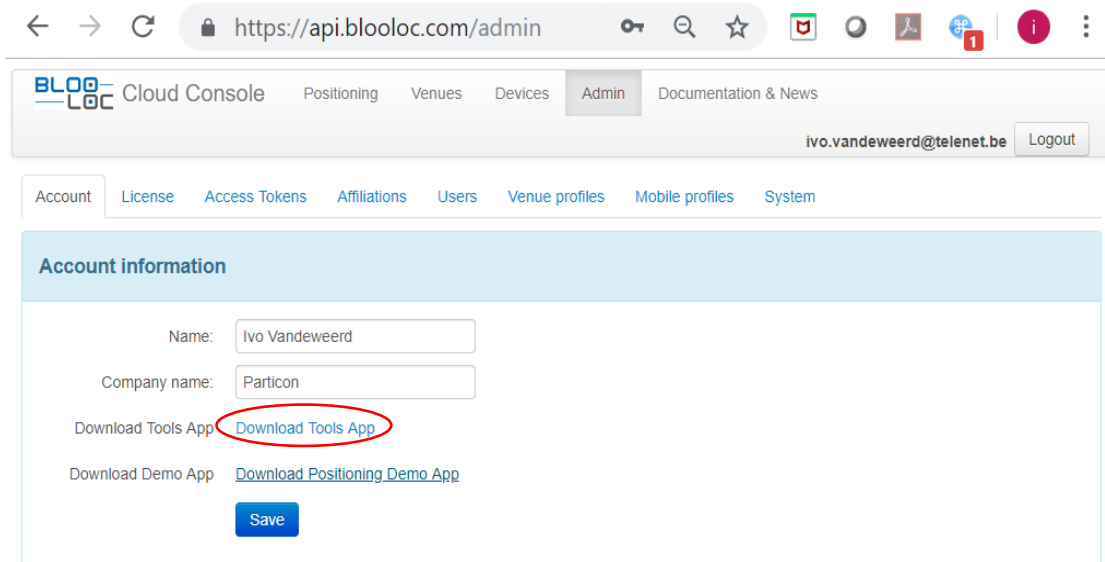 https://api.blooloc.com/admin
1
i
BLOO-LOC Cloud Console Positioning Venues Devices Admin Documentation & News
ivo.vandeweerd@telenet.be Logout
Account License Access Tokens Affiliations Users Venue profiles Mobile profiles System
Account information
Name: Ivo Vandeweerd
Company name: Particon
Download Tools App Download Tools App
Download Demo App Download Positioning Demo App
Save